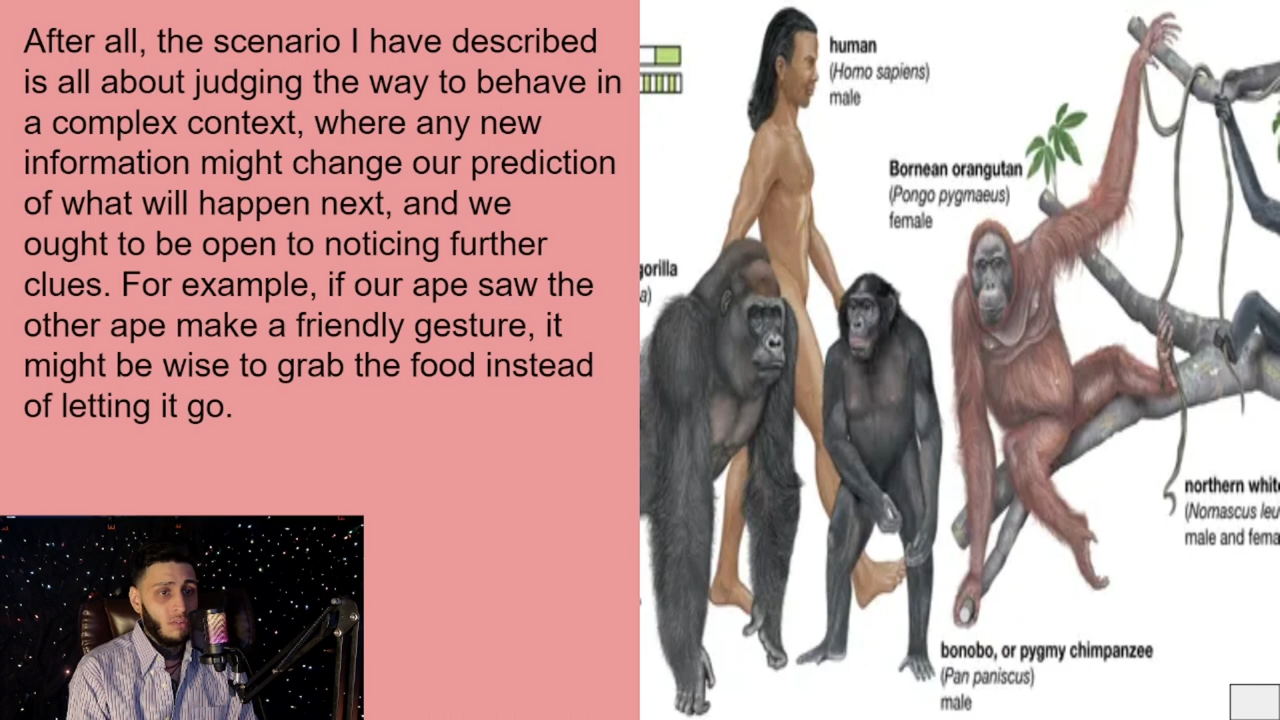 After all, the scenario I have described
is all about judging the way to behave in
a complex context, where any new
information might change our prediction
of what will happen next, and we
ought to be open to noticing further
clues. For example, if our ape saw the
other ape make a friendly gesture, it
might be wise to grab the food instead
of letting it go.
human
(Homo sapiens)
male
Bornean orangutan
(Pongo pygmaeus)
female
gorilla
a)
northern white
(Nomascus leu
male and fema
bonobo, or pygmy chimpanzee
(Pan paniscus)
male